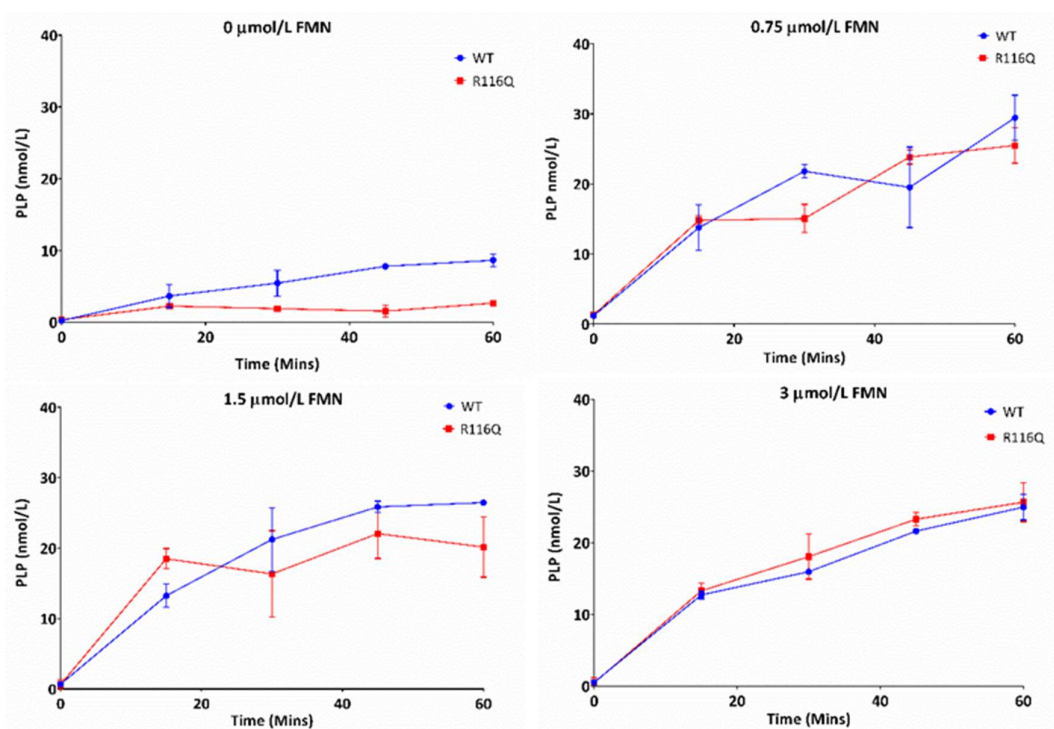 0 μmol/L FMN
WT
R116Q
PLP (nmol/L)
40
30
20
10
0
0 20 40 60
Time (Mins)
0.75 μmol/L FMN
WT
R116Q
PLP nmol/L)
40
30
20
10
0
0 20 40 60
Time (Mins)
1.5 μmol/L FMN
WT
R116Q
PLP (nmol/L)
40
30
20
10
0
0 20 40 60
Time (Mins)
3 μmol/L FMN
WT
R116Q
PLP (nmol/L)
40
30
20
10
0
0 20 40 60
Time (Mins)